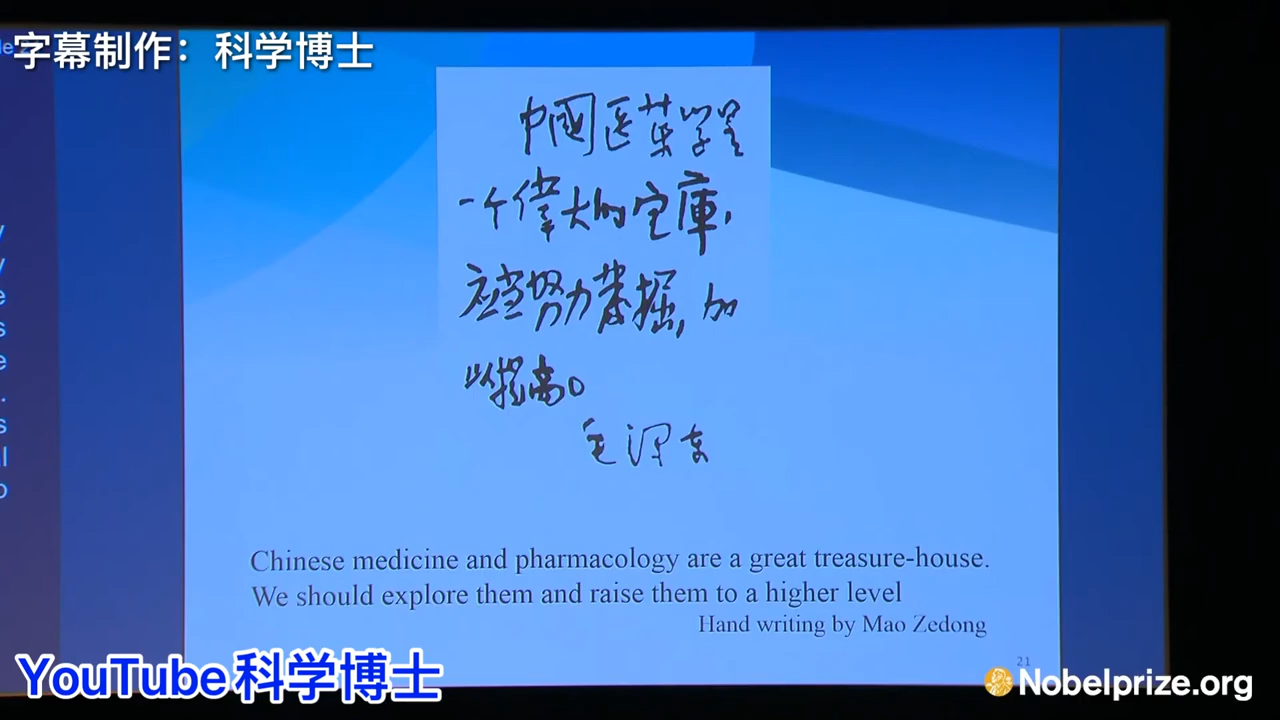 字幕制作：科学博士
中國医药学是
一个偉大的宝庫，
应当努力发掘，加
以提高。
毛泽东
Chinese medicine and pharmacology are a great treasure-house.
We should explore them and raise them to a higher level
Hand writing by Mao Zedong
21
YouTube科学博士
Nobelprize.org